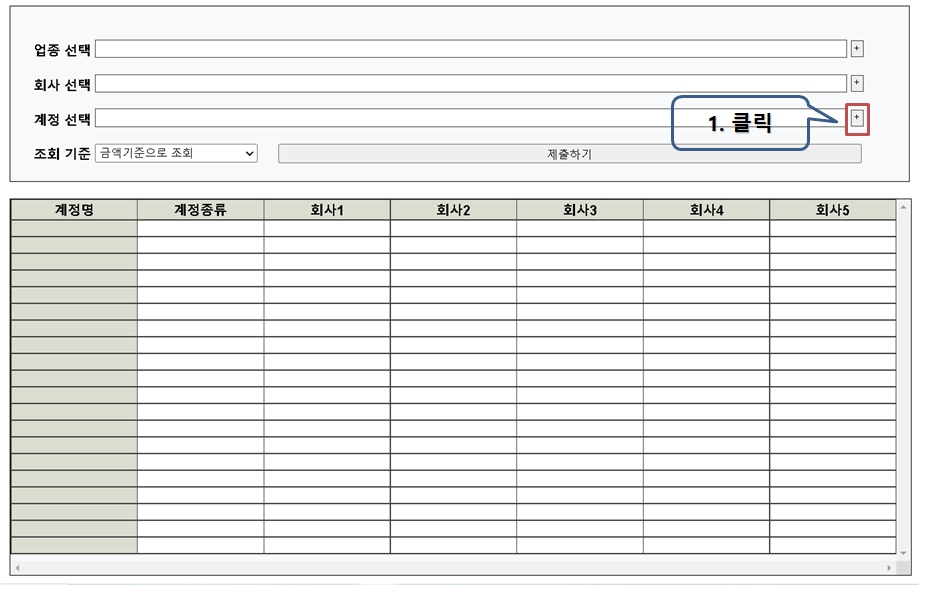 업종 선택 +
회사 선택 +
계정 선택 1. 클릭 +
조회 기준 금액기준으로 조회 제출하기
계정명 계정종류 회사1 회사2 회사3 회사4 회사5